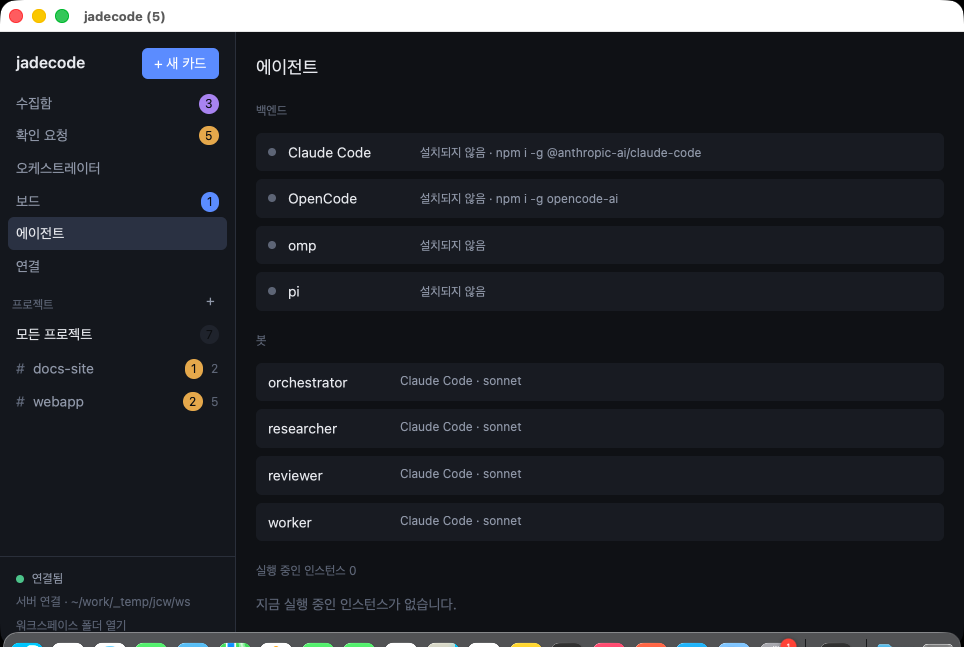 jadecode (5)
jadecode
+ 새 카드
수집함 3
확인 요청 5
오케스트레이터
보드 1
에이전트
연결
프로젝트 +
모든 프로젝트 7
# docs-site 1 2
# webapp 2 5
연결됨
서버 연결 · ~/work/_temp/jcw/ws
워크스페이스 폴더 열기
에이전트
백엔드
Claude Code 설치되지 않음 · npm i -g @anthropic-ai/claude-code
OpenCode 설치되지 않음 · npm i -g opencode-ai
omp 설치되지 않음
pi 설치되지 않음
봇
orchestrator Claude Code · sonnet
researcher Claude Code · sonnet
reviewer Claude Code · sonnet
worker Claude Code · sonnet
실행 중인 인스턴스 0
지금 실행 중인 인스턴스가 없습니다.
1